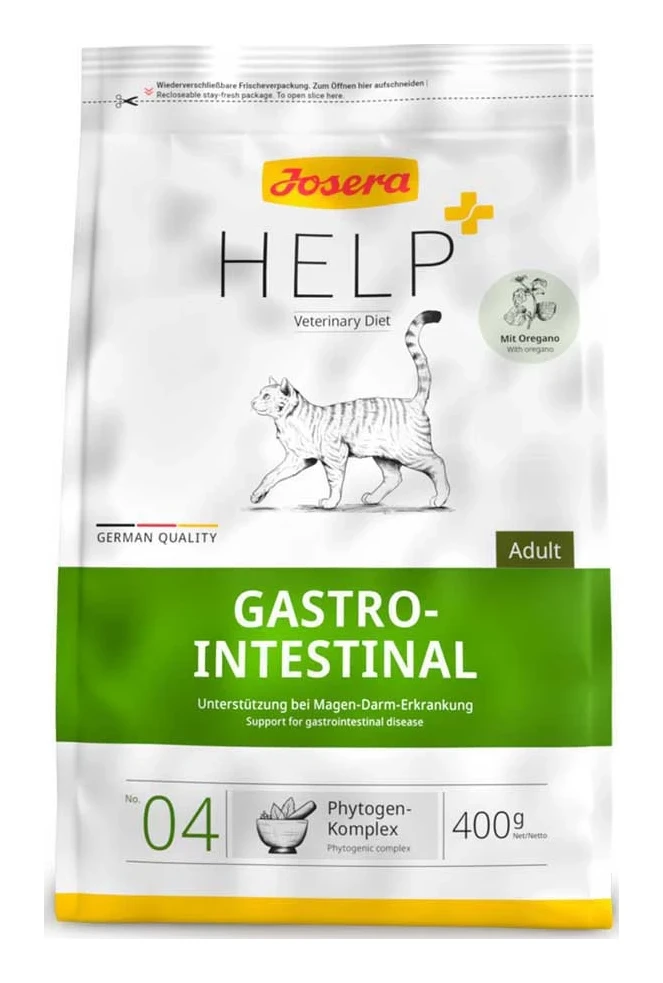 Wiederverschließbare Frischeverpackung. Zum Öffnen hier aufschneiden
Recloseable stay-fresh package. To open slice here.
Josera
HELP
Veterinary Diet
Mit Oregano
With oregano
GERMAN QUALITY
Adult
GASTRO-
INTESTINAL
Unterstützung bei Magen-Darm-Erkrankung
Support for gastrointestinal disease
No. 04
Phytogen-
Komplex
Phytogenic complex
400g
Net/Netto